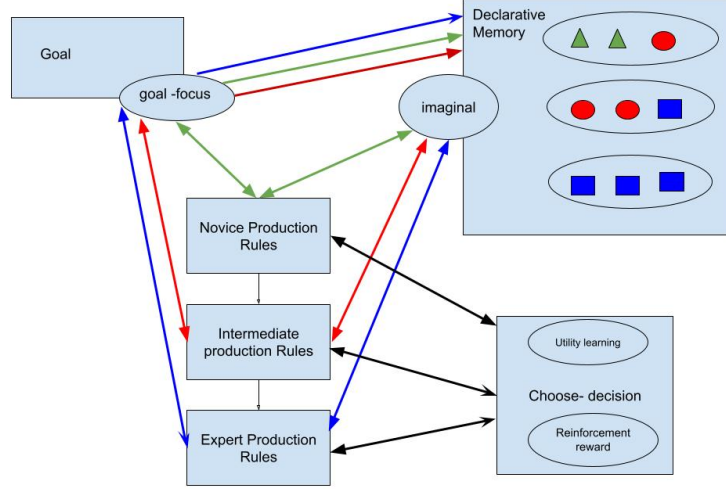 Goal
goal -focus
Declarative
Memory
imaginal
Novice Production
Rules
Intermediate
production Rules
Expert Production
Rules
Utility learning
Choose- decision
Reinforcement
reward